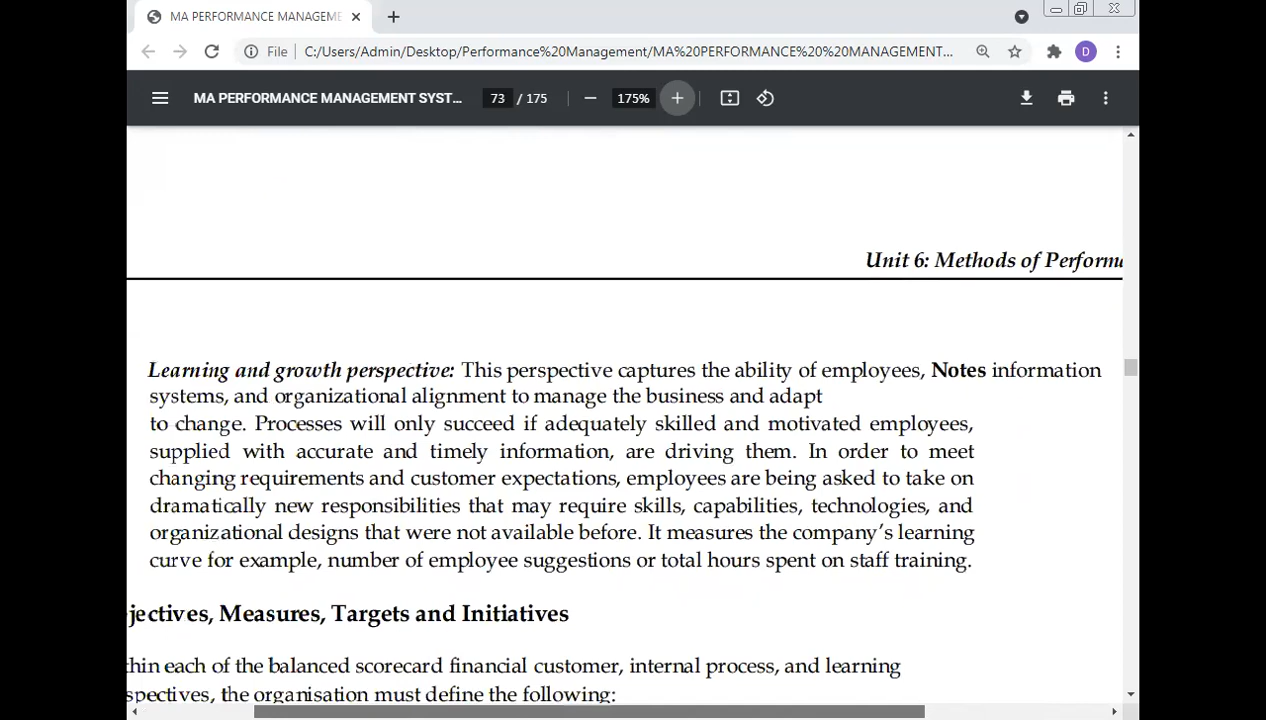 MA PERFORMANCE MANAGEME
File C:/Users/Admin/Desktop/Performance%20Management/MA%20PERFORMANCE%20%20MANAGEMENT... D
MA PERFORMANCE MANAGEMENT SYST... 73 / 175 175%
Unit 6: Methods of Performa
Learning and growth perspective: This perspective captures the ability of employees, Notes information
systems, and organizational alignment to manage the business and adapt
to change. Processes will only succeed if adequately skilled and motivated employees,
supplied with accurate and timely information, are driving them. In order to meet
changing requirements and customer expectations, employees are being asked to take on
dramatically new responsibilities that may require skills, capabilities, technologies, and
organizational designs that were not available before. It measures the company's learning
curve for example, number of employee suggestions or total hours spent on staff training.
jectives, Measures, Targets and Initiatives
thin each of the balanced scorecard financial customer, internal process, and learning
spectives, the organisation must define the following: